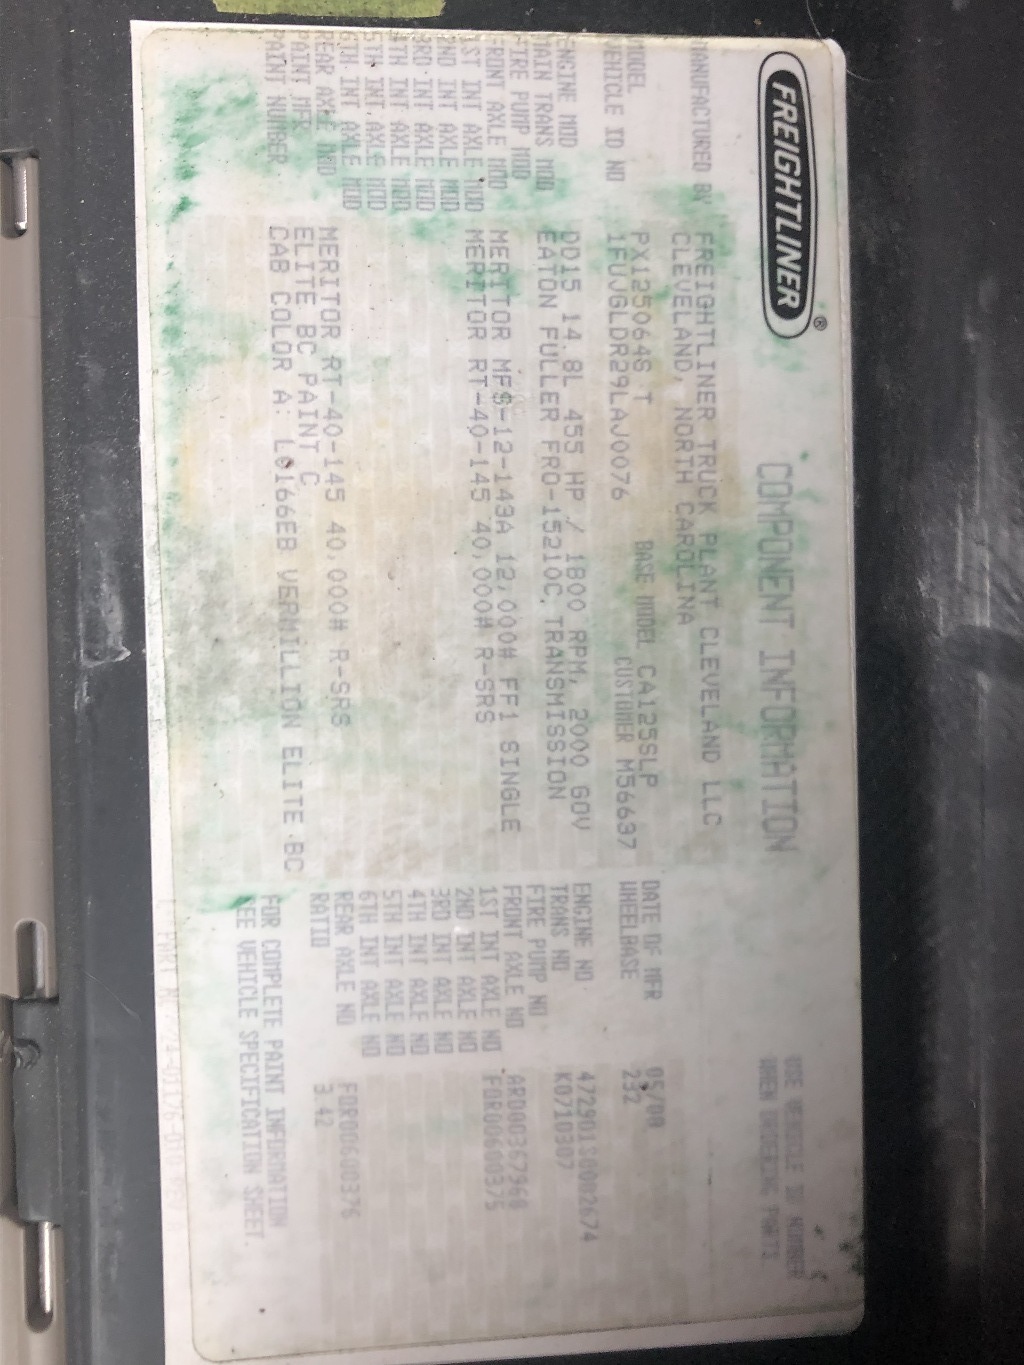 FREIGHTLINER®
COMPONENT INFORMATION
USE VEHICLE ID NUMBER
WHEN ORDERING PARTS
MANUFACTURED BY FREIGHTLINER TRUCK PLANT CLEVELAND LLC
CLEVELAND, NORTH CAROLINA
MODEL PX125064S T BASE MODEL CA125SLP DATE OF MFR 05/08
VEHICLE ID NO 1FUJGLDR29LAJ0076 CUSTOMER M56637 WHEELBASE 232
ENGINE MOD DD15 14.8L 455 HP / 1800 RPM, 2000 GOV ENGINE NO 472901S0002674
MAIN TRANS MOD EATON FULLER FRO-15210C, TRANSMISSION TRANS NO K0710307
FIRE PUMP MOD FIRE PUMP NO
FRONT AXLE MOD MERITOR MFS-12-143A 12,000# FF1 SINGLE FRONT AXLE NO ARD00367968
1ST INT AXLE MOD MERITOR RT-40-145 40,000# R-SRS 1ST INT AXLE NO FDR00600375
2ND INT AXLE MOD 2ND INT AXLE NO
3RD INT AXLE MOD 3RD INT AXLE NO
4TH INT AXLE MOD 4TH INT AXLE NO
5TH INT AXLE MOD 5TH INT AXLE NO
6TH INT AXLE MOD 6TH INT AXLE NO
REAR AXLE MOD MERITOR RT-40-145 40,000# R-SRS REAR AXLE NO FDR00600376
PAINT MFR ELITE BC PAINT C RATIO 3.42
PAINT NUMBER CAB COLOR A: L0166EB VERMILLION ELITE BC
FOR COMPLETE PAINT INFORMATION
SEE VEHICLE SPECIFICATION SHEET.